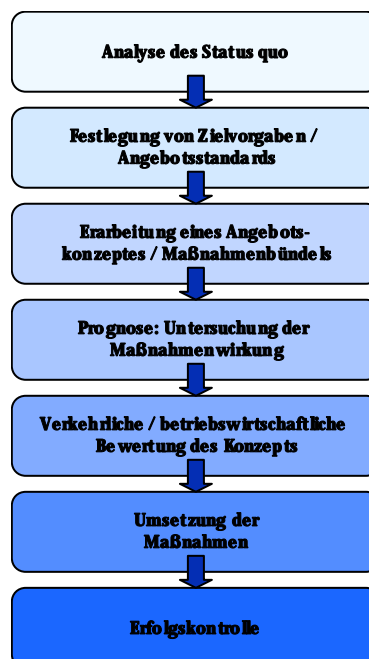 Analyse des Status quo
Festlegung von Zielvorgaben /
Angebotsstandards
Erarbeitung eines Angebots-
konzeptes / Maßnahmenbündels
Prognose: Untersuchung der
Maßnahmenwirkung
Verkehrliche / betriebswirtschaftliche
Bewertung des Konzepts
Umsetzung der
Maßnahmen
Erfolgskontrolle